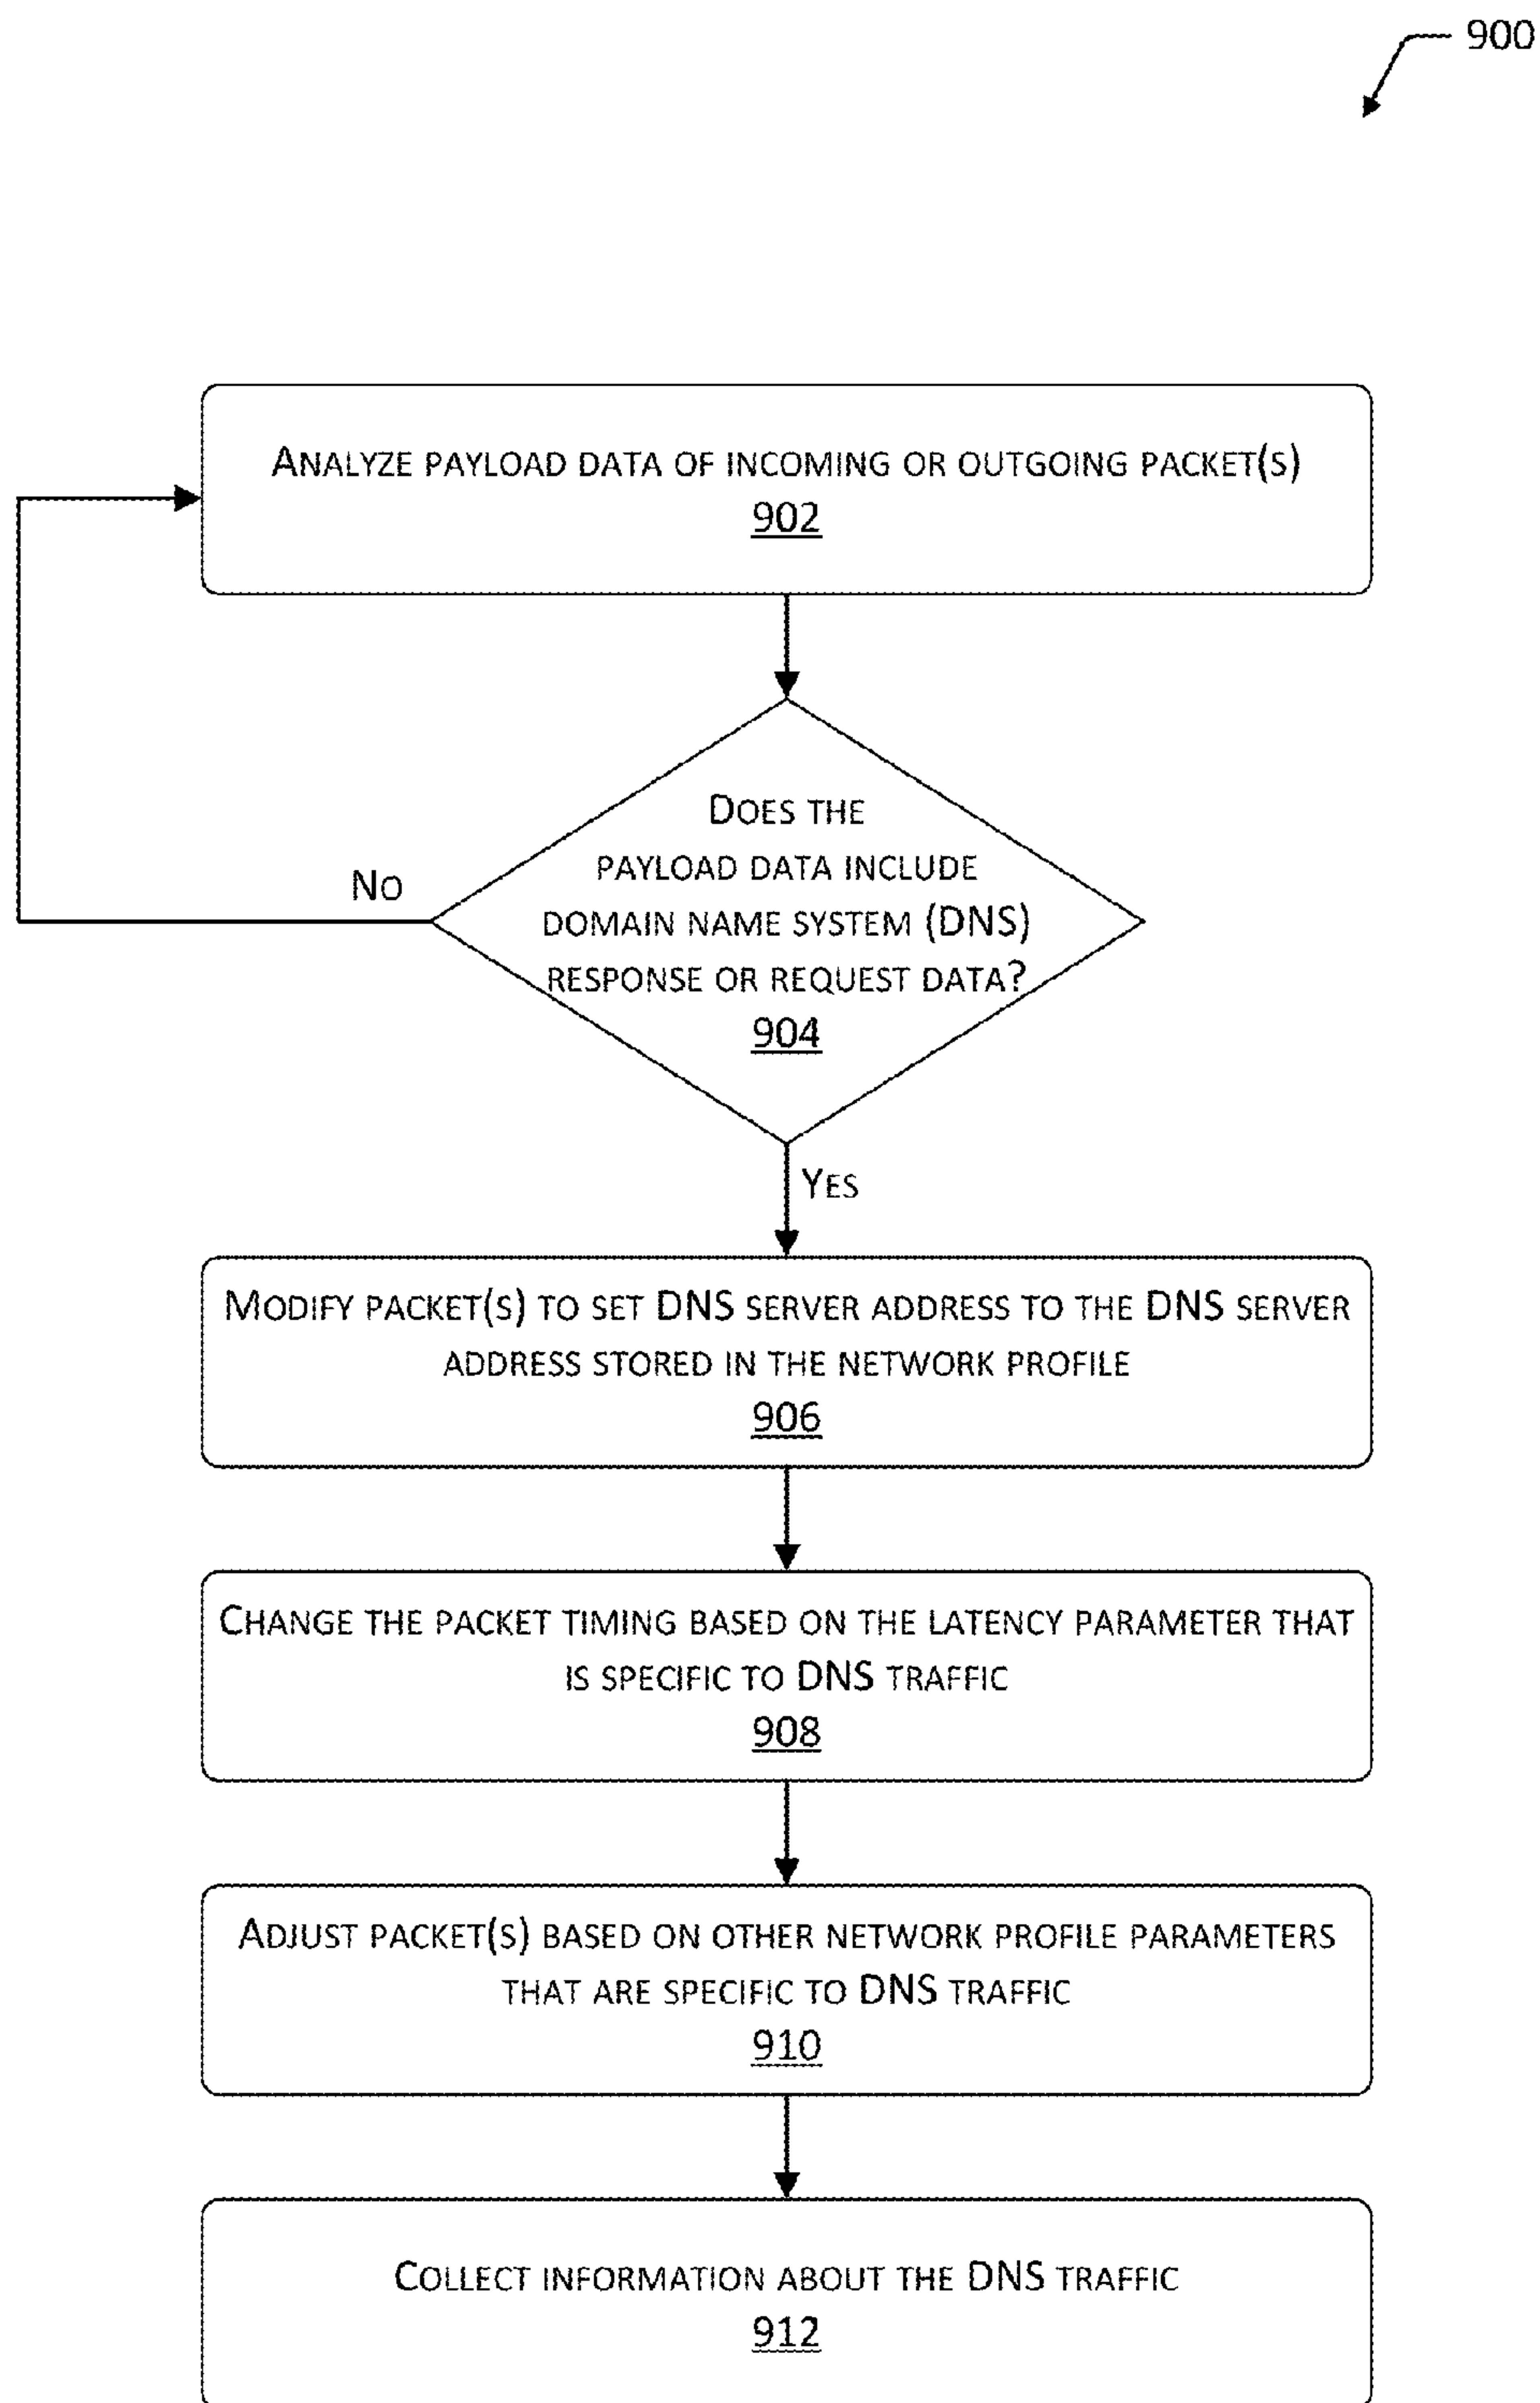 900
ANALYZE PAYLOAD DATA OF INCOMING OR OUTGOING PACKET(S)
902
DOES THE
PAYLOAD DATA INCLUDE
DOMAIN NAME SYSTEM (DNS)
RESPONSE OR REQUEST DATA?
904
NO
YES
MODIFY PACKET(S) TO SET DNS SERVER ADDRESS TO THE DNS SERVER
ADDRESS STORED IN THE NETWORK PROFILE
906
CHANGE THE PACKET TIMING BASED ON THE LATENCY PARAMETER THAT
IS SPECIFIC TO DNS TRAFFIC
908
ADJUST PACKET(S) BASED ON OTHER NETWORK PROFILE PARAMETERS
THAT ARE SPECIFIC TO DNS TRAFFIC
910
COLLECT INFORMATION ABOUT THE DNS TRAFFIC
912